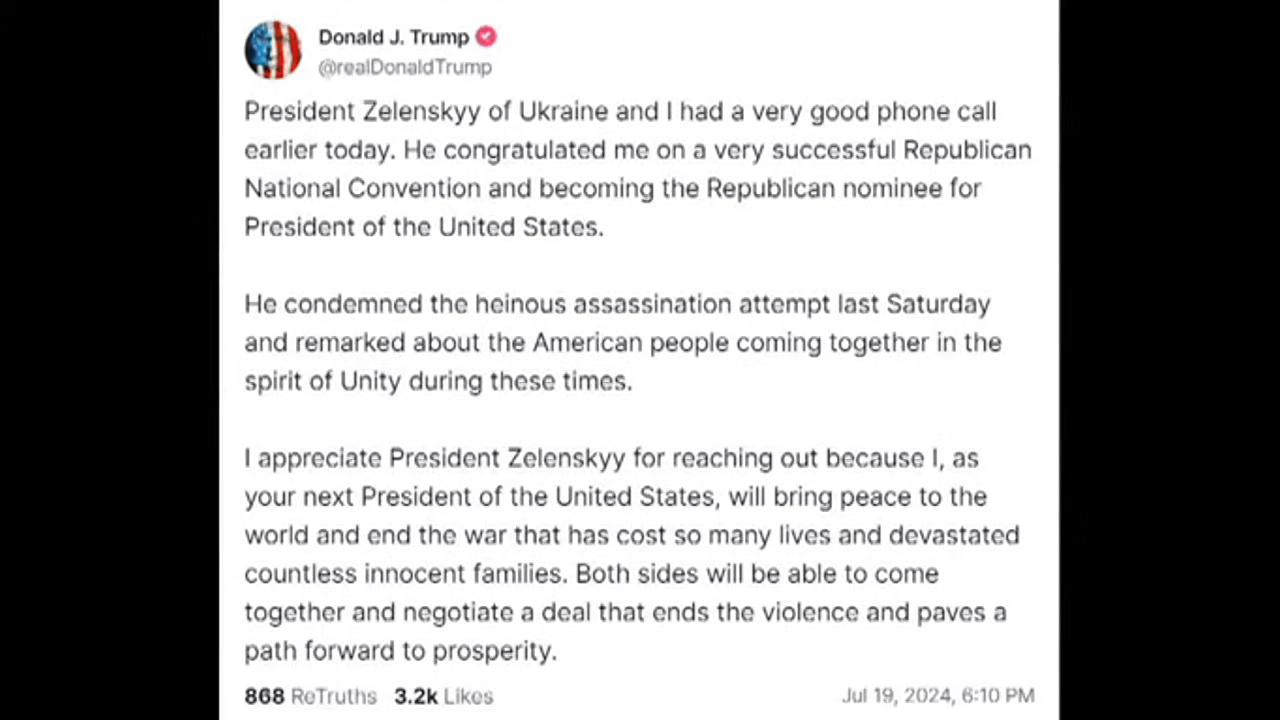 Donald J. Trump
@realDonaldTrump
President Zelenskyy of Ukraine and I had a very good phone call
earlier today. He congratulated me on a very successful Republican
National Convention and becoming the Republican nominee for
President of the United States.
He condemned the heinous assassination attempt last Saturday
and remarked about the American people coming together in the
spirit of Unity during these times.
I appreciate President Zelenskyy for reaching out because I, as
your next President of the United States, will bring peace to the
world and end the war that has cost so many lives and devastated
countless innocent families. Both sides will be able to come
together and negotiate a deal that ends the violence and paves a
path forward to prosperity.
868 ReTruths 3.2k Likes Jul 19, 2024, 6:10 PM